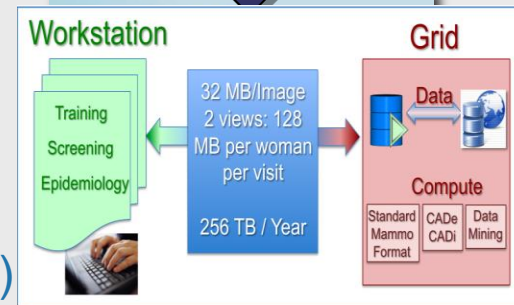 Workstation
Training
Screening
Epidemiology
32 MB/Image
2 views: 128
MB per woman
per visit
256 TB / Year
Grid
Data
Compute
Standard
Mammo
Format
CADe
CADi
Data
Mining
)